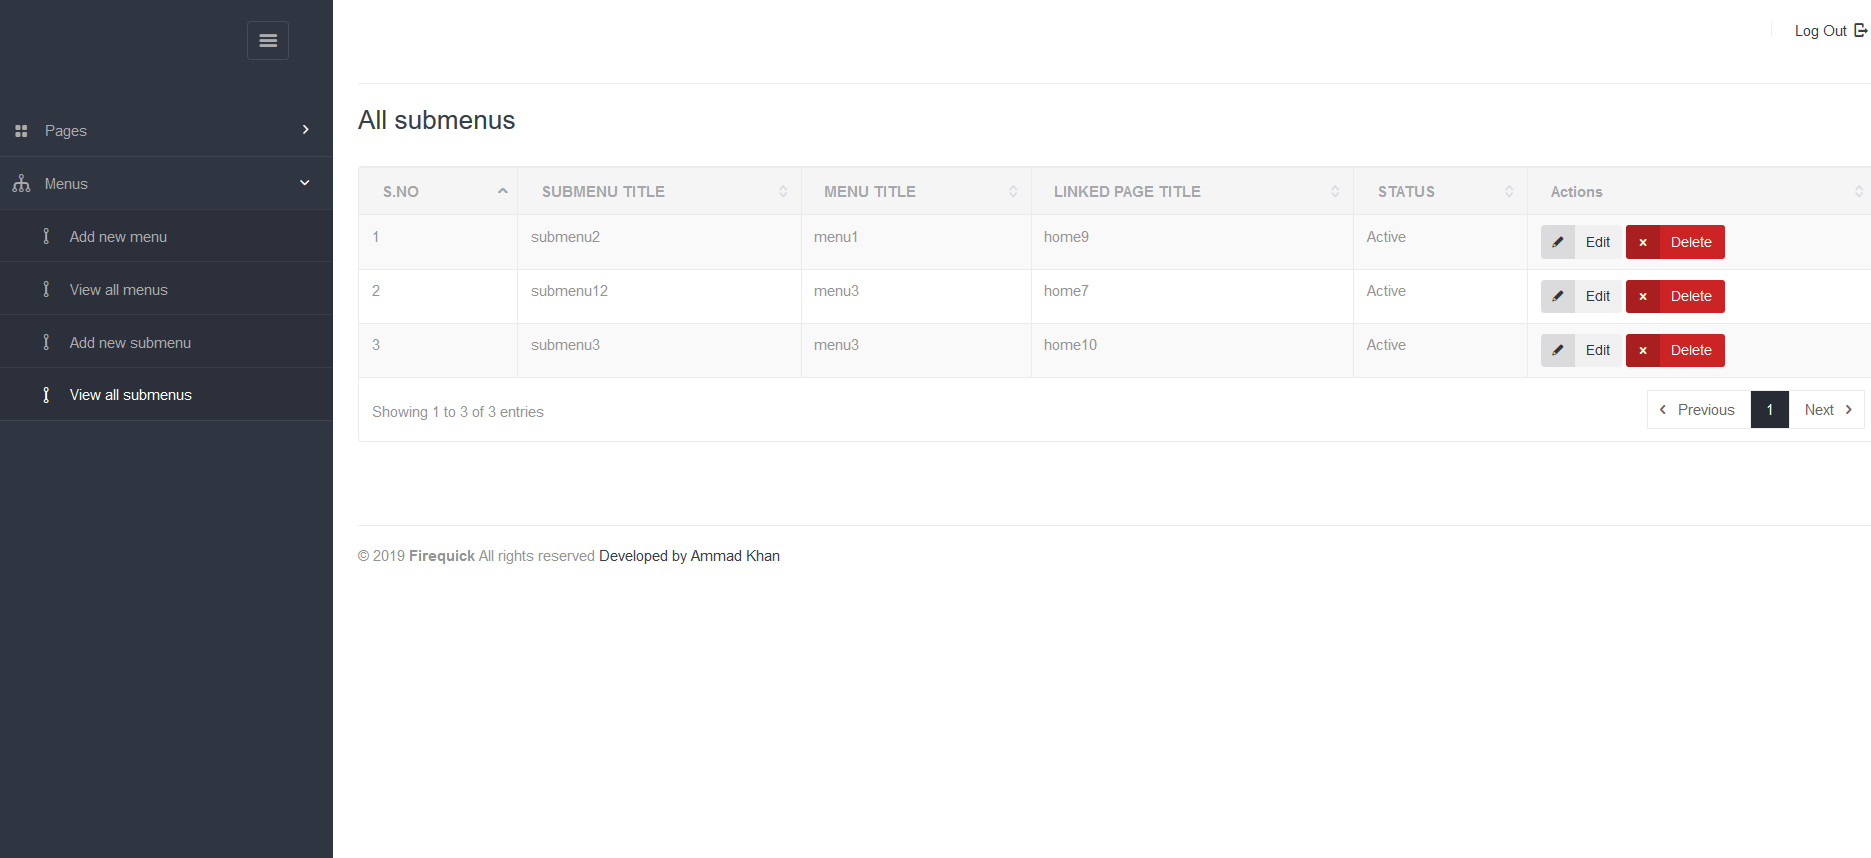 Log Out
Pages
Menus
Add new menu
View all menus
Add new submenu
View all submenus
All submenus
S.NO SUBMENU TITLE MENU TITLE LINKED PAGE TITLE STATUS Actions
1 submenu2 menu1 home9 Active Edit Delete
2 submenu12 menu3 home7 Active Edit Delete
3 submenu3 menu3 home10 Active Edit Delete
Showing 1 to 3 of 3 entries Previous 1 Next
© 2019 Firequick All rights reserved Developed by Ammad Khan